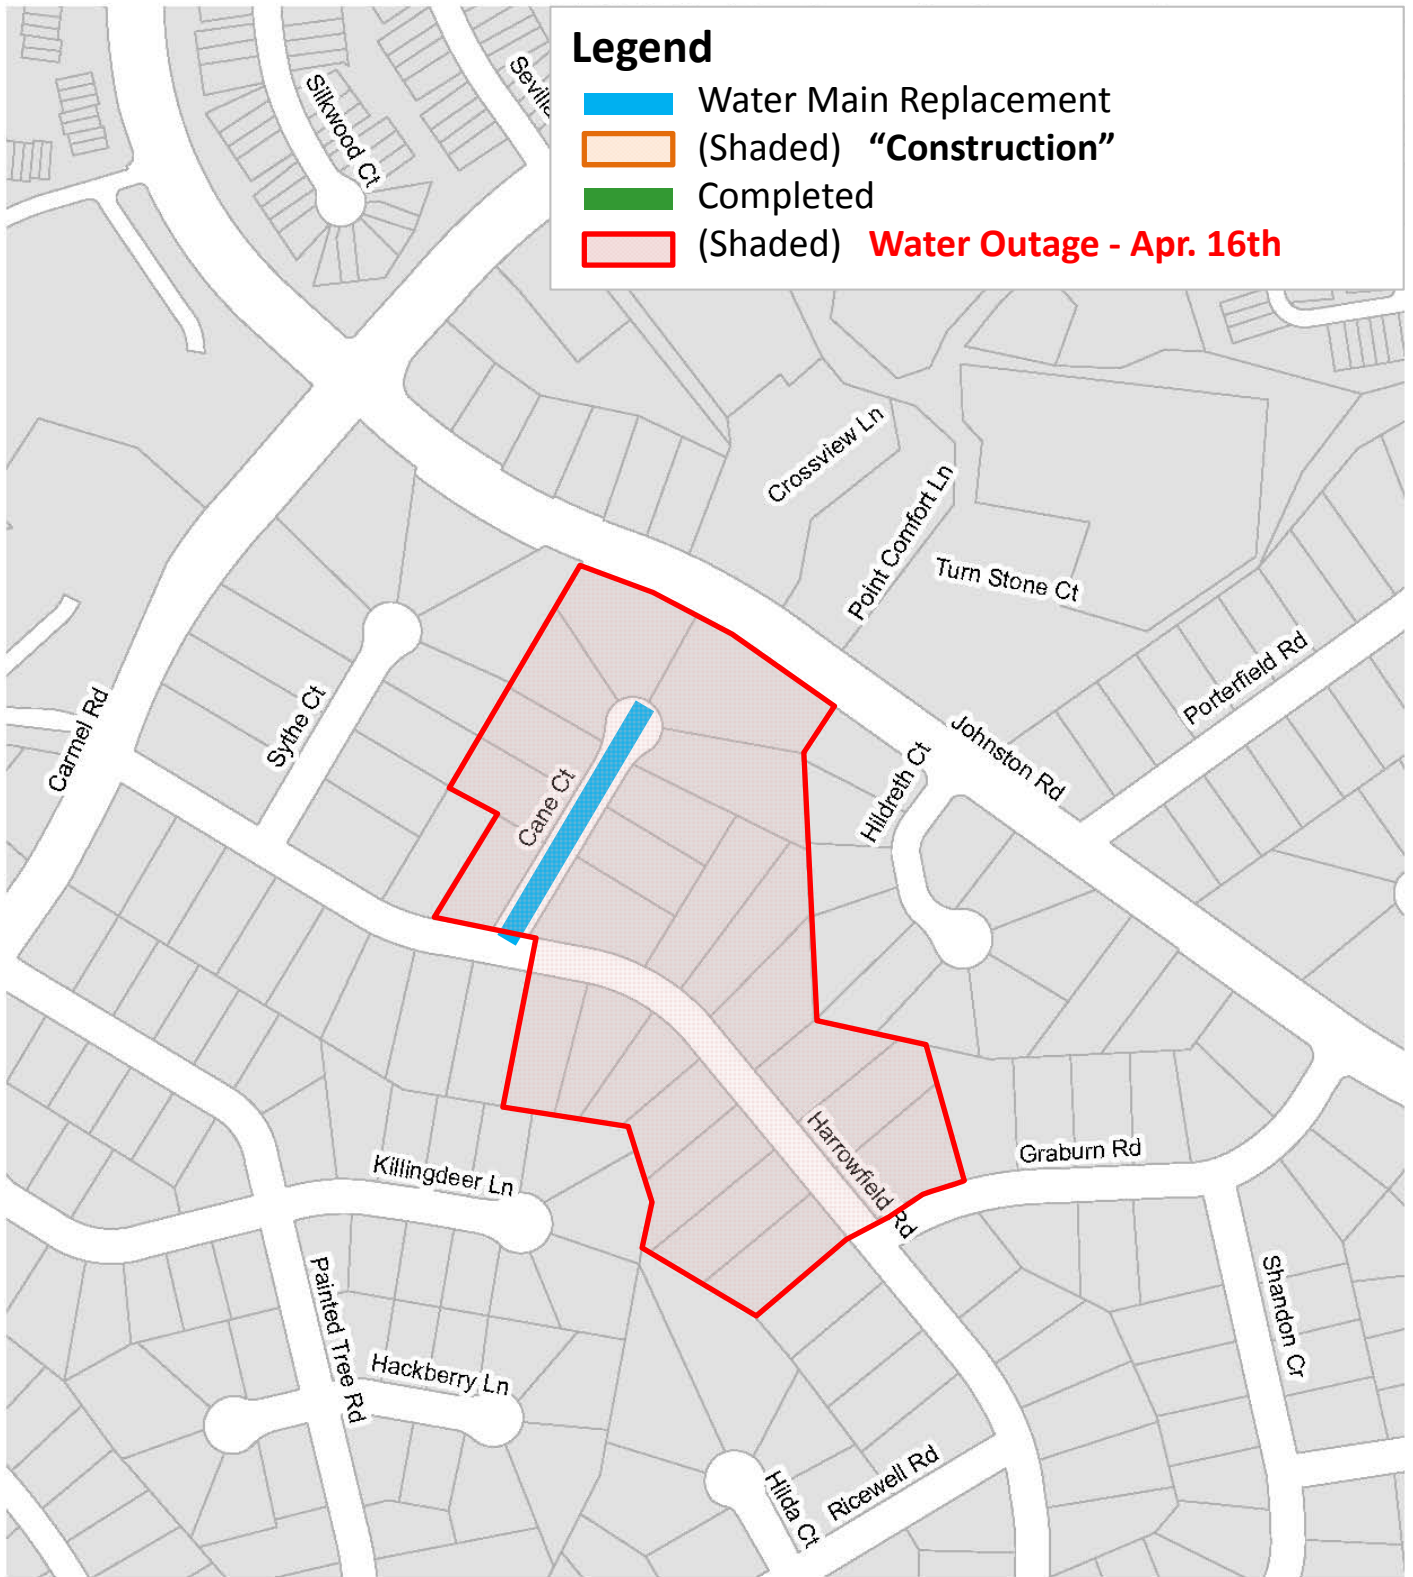 Legend
Water Main Replacement
(Shaded) “Construction”
Completed
(Shaded) Water Outage - Apr. 16th
Silkwood Ct
Crossview Ln
Point Comfort Ln
Turn Stone Ct
Porterfield Rd
Johnston Rd
Hildreth Ct
Carmel Rd
Sythe Ct
Cane Ct
Harrowfield Rd
Graburn Rd
Killingdeer Ln
Painted Tree Rd
Hackberry Ln
Shandon Cr
Ricewell Rd
Hilda Ct